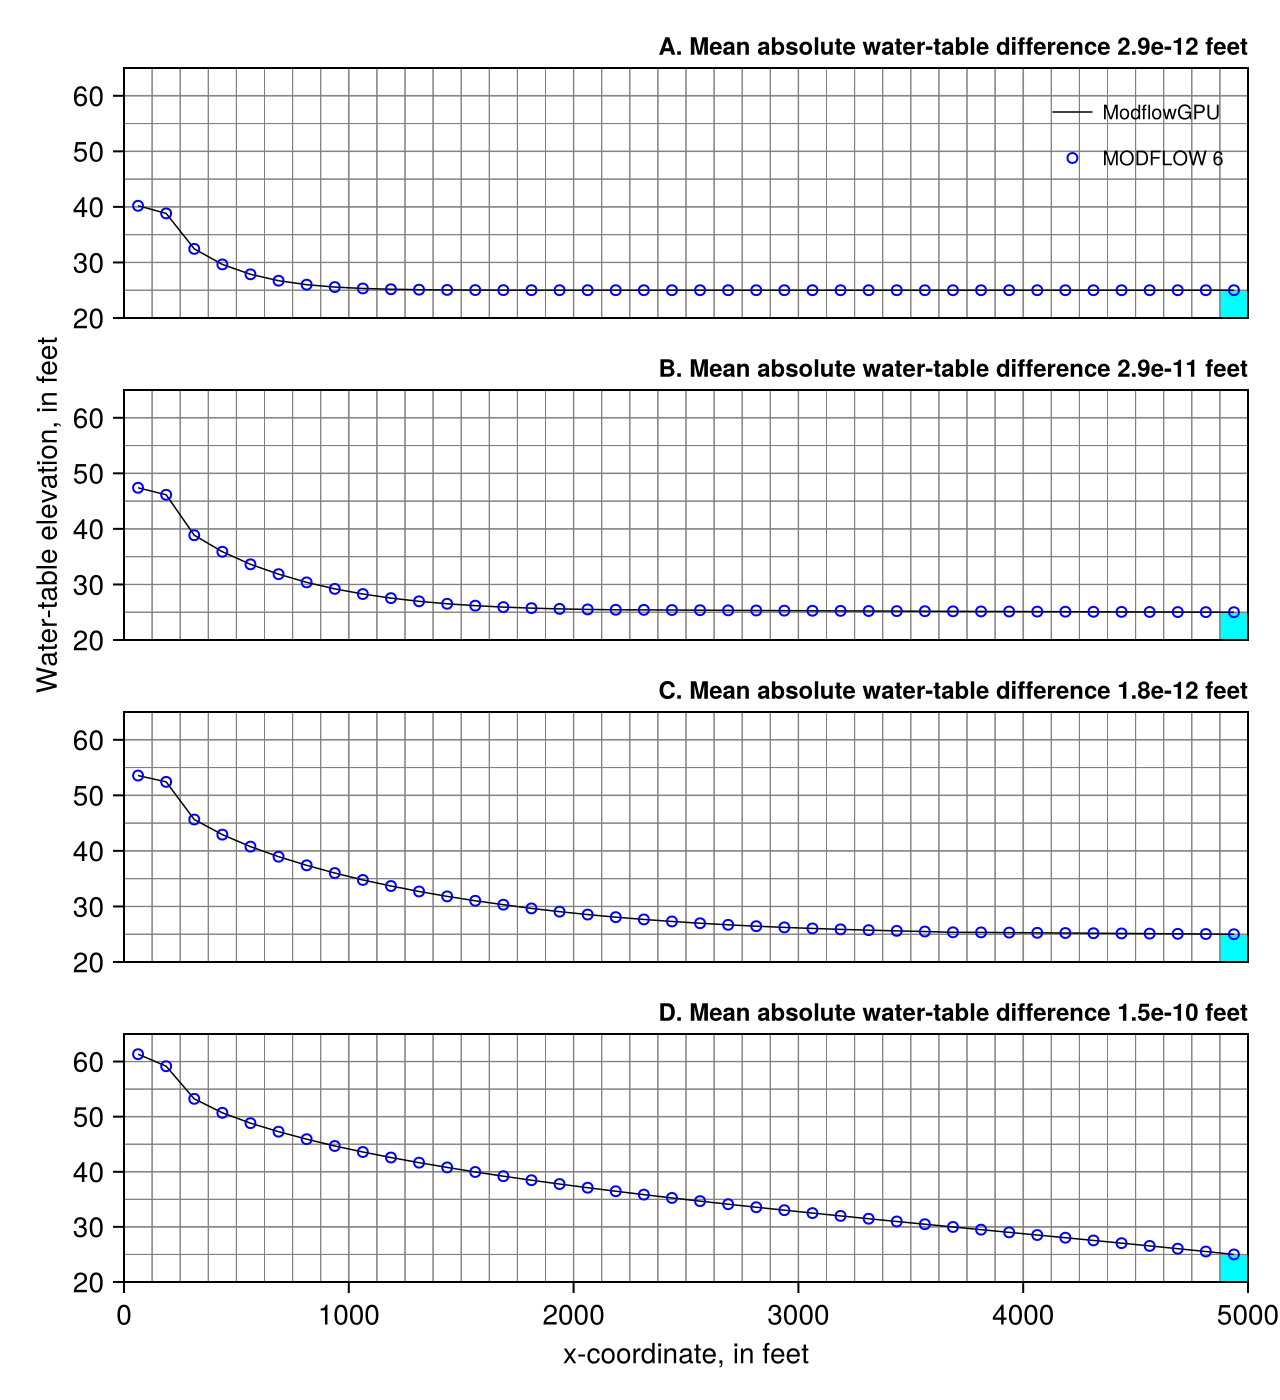 A. Mean absolute water-table difference 2.9e-12 feet
60
50
40
30
20
ModflowGPU
MODFLOW 6
B. Mean absolute water-table difference 2.9e-11 feet
60
50
40
30
20
Water-table elevation, in feet
C. Mean absolute water-table difference 1.8e-12 feet
60
50
40
30
20
D. Mean absolute water-table difference 1.5e-10 feet
60
50
40
30
20
0 1000 2000 3000 4000 5000
x-coordinate, in feet